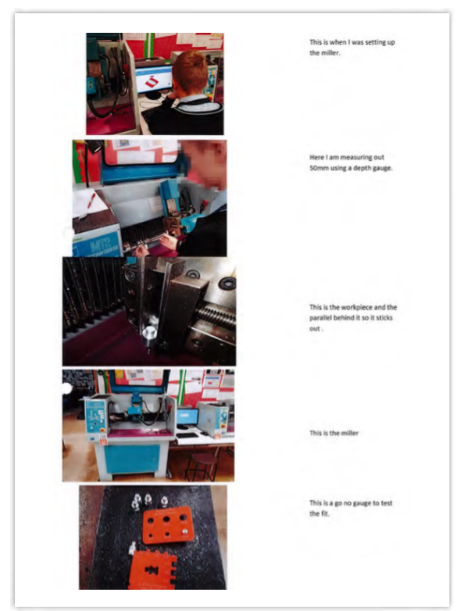 This is when I was setting up
the miller.
Here I am measuring out
50mm using a depth gauge.
This is the workpiece and the
parallel behind it so it sticks
out .
This is the miller
This is a go no gauge to test
the fit.